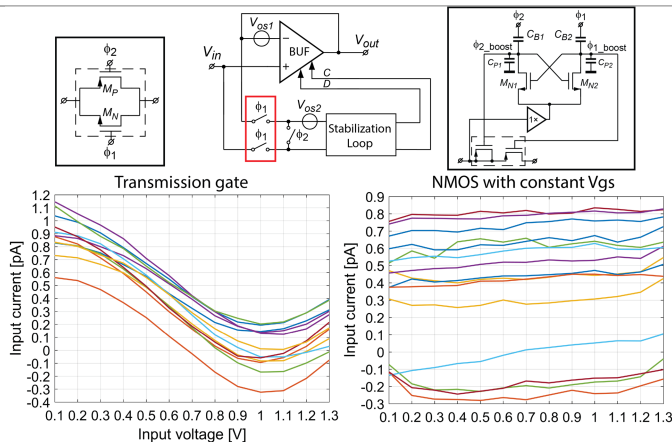 ϕ2
MP
MN
ϕ1
Vos1
Vin
BUF
Vout
C
D
ϕ1
ϕ1
ϕ2
Vos2
Stabilization
Loop
ϕ2
ϕ1
CB1
CB2
ϕ2_boost
ϕ1_boost
CP1
CP2
MN1
MN2
1×
Transmission gate
Input current [pA]
1.2
1.1
1
0.9
0.8
0.7
0.6
0.5
0.4
0.3
0.2
0.1
0
-0.1
-0.2
-0.3
-0.4
0.1 0.2 0.3 0.4 0.5 0.6 0.7 0.8 0.9 1 1.1 1.2 1.3
Input voltage [V]
NMOS with constant Vgs
Input current [pA]
0.9
0.8
0.7
0.6
0.5
0.4
0.3
0.2
0.1
0
-0.1
-0.2
-0.3
0.1 0.2 0.3 0.4 0.5 0.6 0.7 0.8 0.9 1 1.1 1.2 1.3
Input voltage [V]